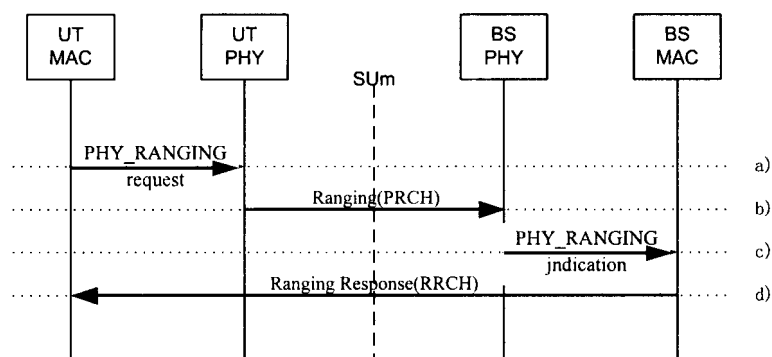 UT
MAC
UT
PHY
BS
PHY
BS
MAC
SUm
PHY_RANGING
request
a)
Ranging(PRCH)
b)
PHY_RANGING
jndication
c)
Ranging Response(RRCH)
d)